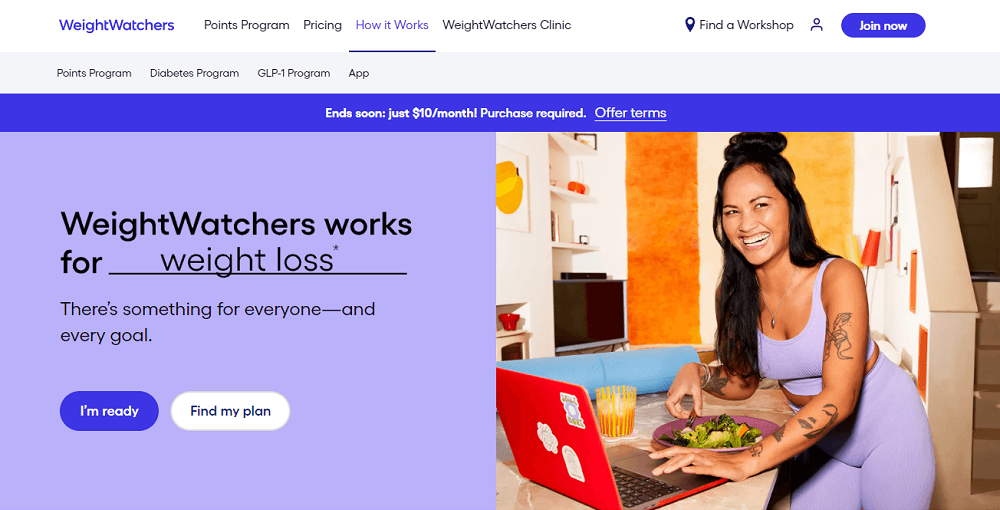 WeightWatchers Points Program Pricing How it Works WeightWatchers Clinic Find a Workshop Join now
Points Program Diabetes Program GLP-1 Program App
Ends soon: just $10/month! Purchase required. Offer terms
WeightWatchers works
for weight loss*
There's something for everyone—and
every goal.
I'm ready Find my plan